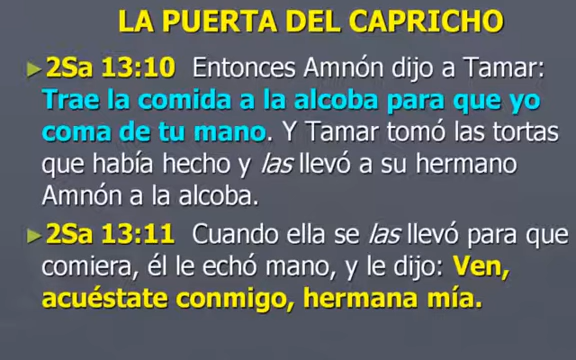 LA PUERTA DEL CAPRICHO
2Sa 13:10 Entonces Amnón dijo a Tamar:
Trae la comida a la alcoba para que yo
coma de tu mano. Y Tamar tomó las tortas
que había hecho y las llevó a su hermano
Amnón a la alcoba.
2Sa 13:11 Cuando ella se las llevó para que
comiera, él le echó mano, y le dijo: Ven,
acuéstate conmigo, hermana mía.